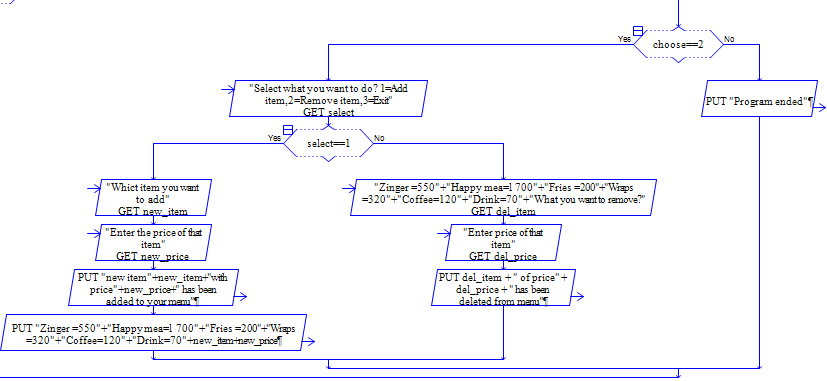 Yes
choose==2
No
"Select what you want to do? 1=Add
item,2=Remove item,3=Exit"
GET select
PUT "Program ended"¶
Yes
select==1
No
"Whict item you want
to add"
GET new_item
"Zinger =550"+"Happy mea=l 700"+"Fries =200"+"Wraps
=320"+"Coffee=120"+"Drink=70"+"What you want to remove?"
GET del_item
"Enter the price of that
item"
GET new_price
"Enter price of that
item"
GET del_price
PUT "new item"+new_item+"with
price"+new_price+" has been
added to your menu"¶
PUT del_item + " of price" +
del_price + " has been
deleted from menu"¶
PUT "Zinger =550"+"Happy mea=l 700"+"Fries =200"+"Wraps
=320"+"Coffee=120"+"Drink=70"+new_item+new_price¶